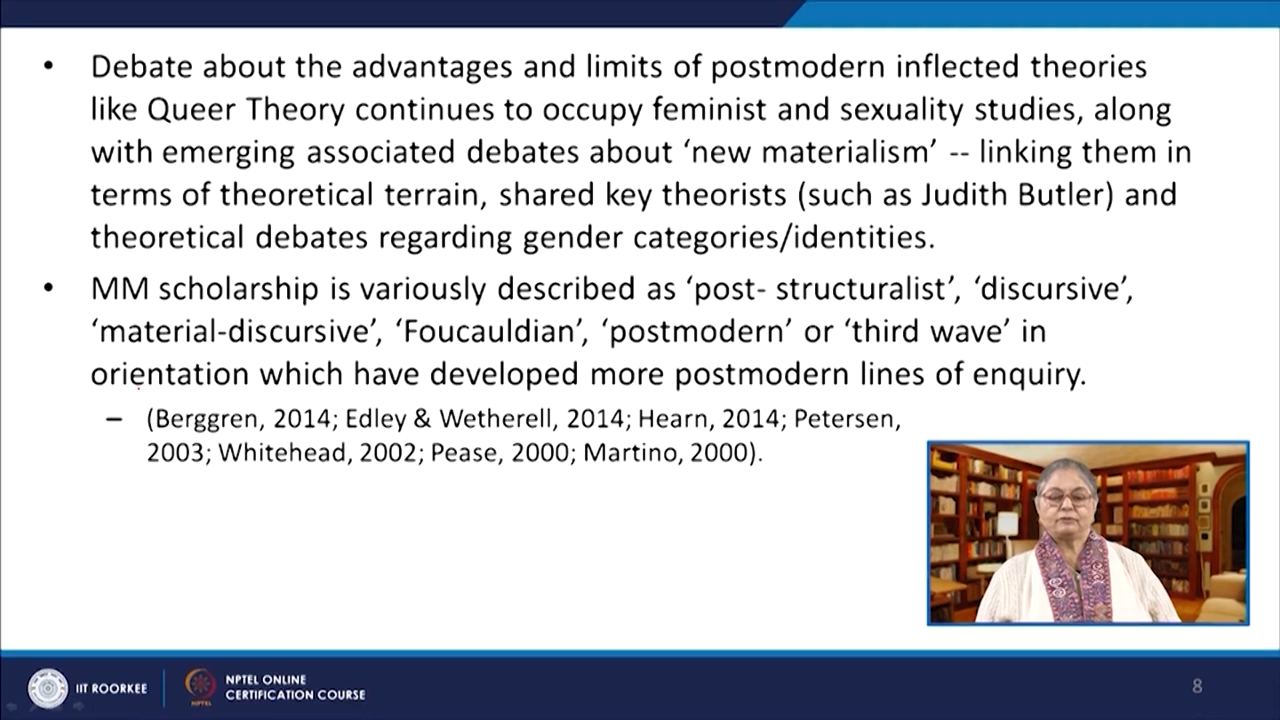 • Debate about the advantages and limits of postmodern inflected theories
like Queer Theory continues to occupy feminist and sexuality studies, along
with emerging associated debates about ‘new materialism’ -- linking them in
terms of theoretical terrain, shared key theorists (such as Judith Butler) and
theoretical debates regarding gender categories/identities.
• MM scholarship is variously described as ‘post- structuralist’, ‘discursive’,
‘material-discursive’, ‘Foucauldian’, ‘postmodern’ or ‘third wave’ in
orientation which have developed more postmodern lines of enquiry.
– (Berggren, 2014; Edley & Wetherell, 2014; Hearn, 2014; Petersen,
2003; Whitehead, 2002; Pease, 2000; Martino, 2000).
IIT ROORKEE
NPTEL
NPTEL ONLINE
CERTIFICATION COURSE
8